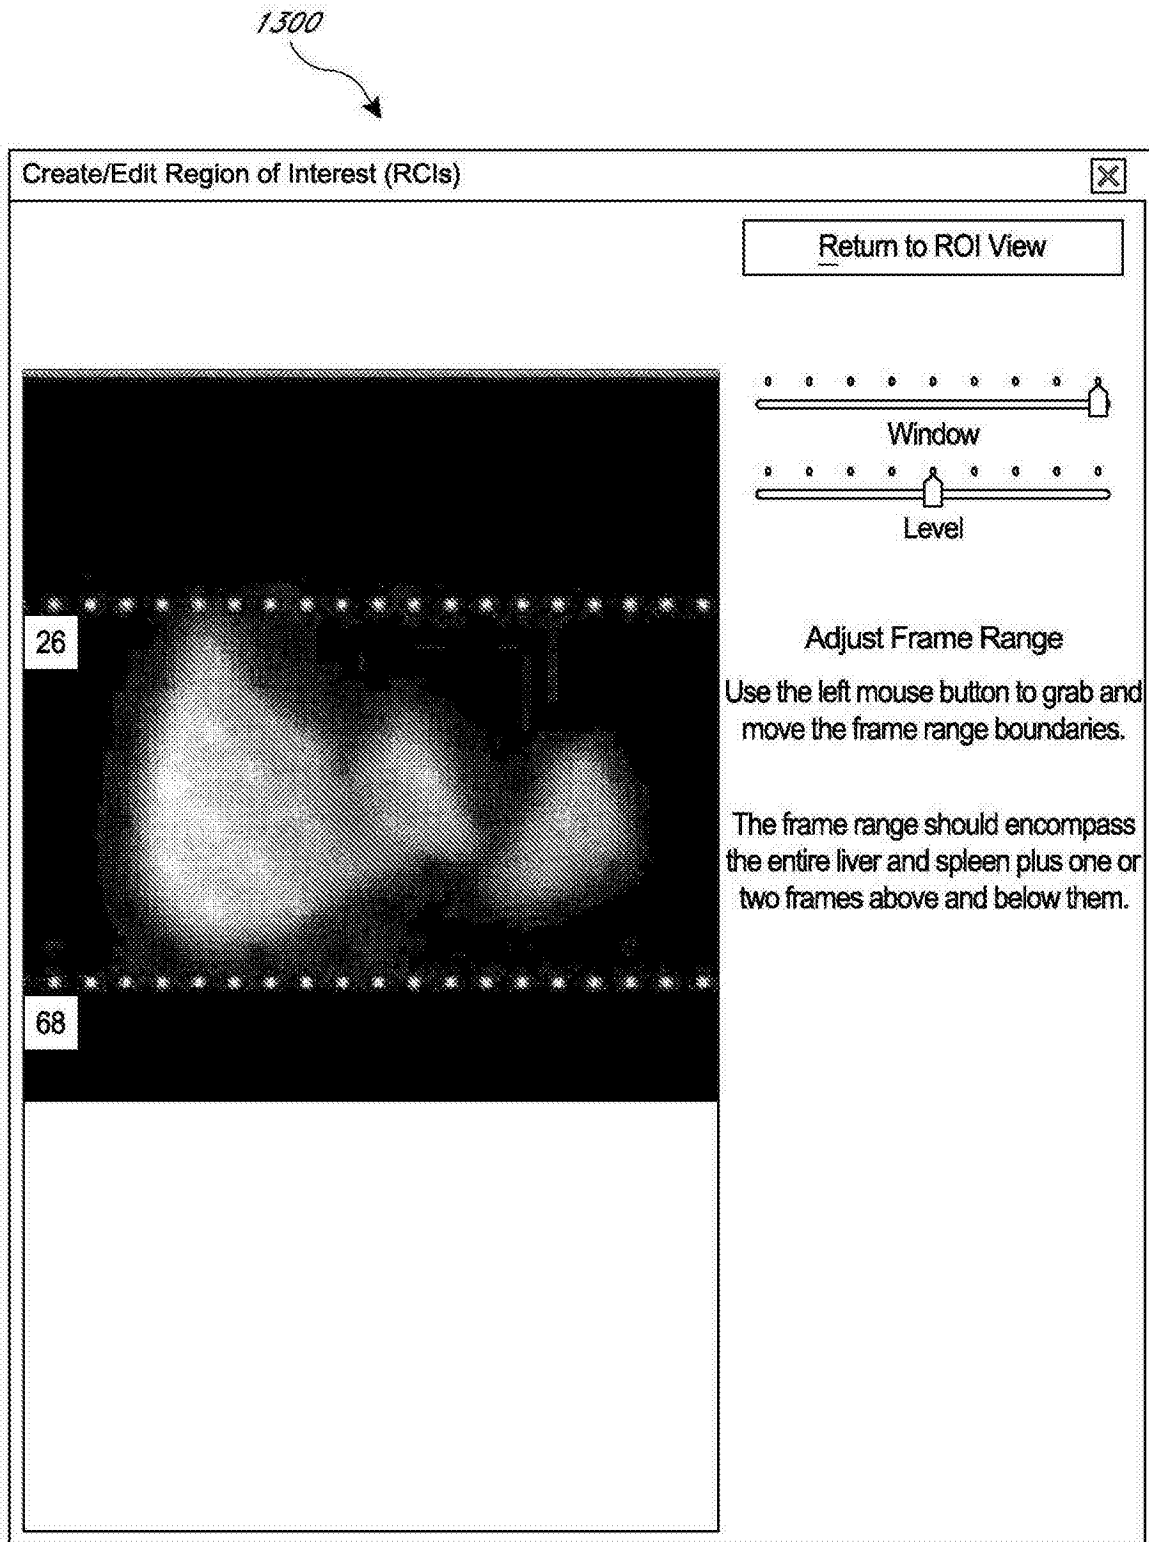 1300
Create/Edit Region of Interest (RCIs)
Return to ROI View
Window
Level
26
Adjust Frame Range
Use the left mouse button to grab and
move the frame range boundaries.
The frame range should encompass
the entire liver and spleen plus one or
two frames above and below them.
68